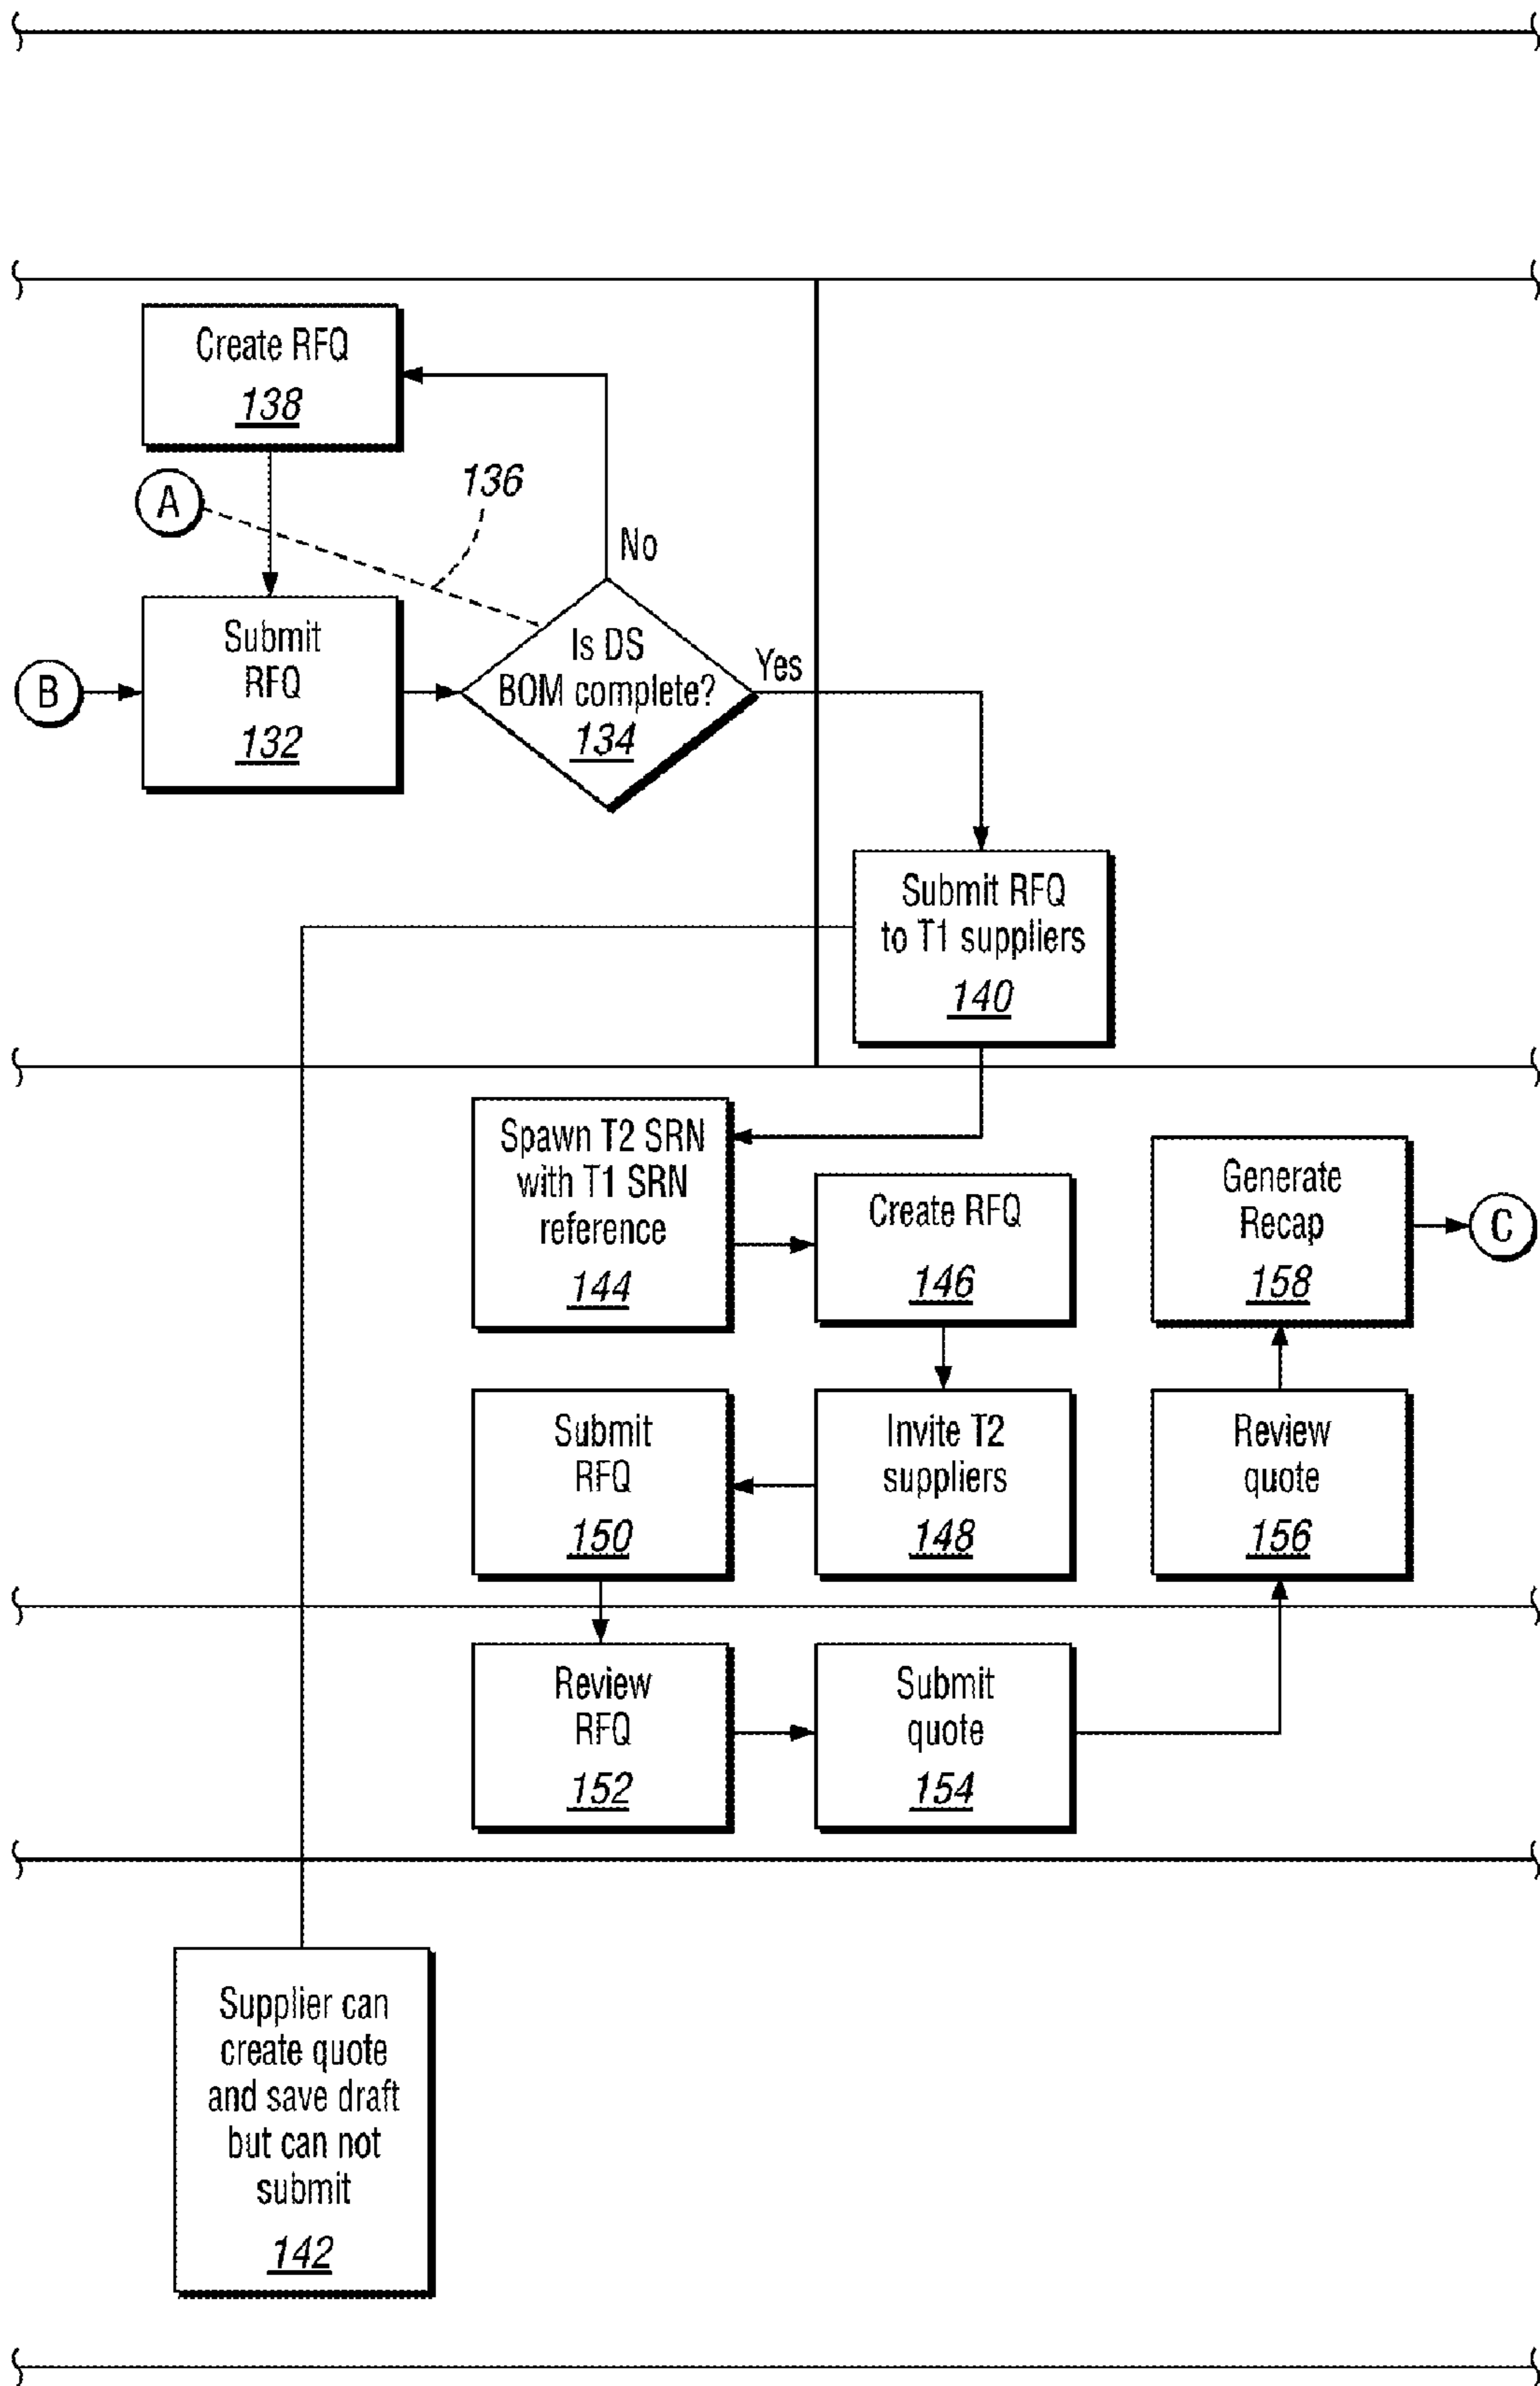 Create RFQ
138
A
136
No
B
Submit
RFQ
132
Is DS
BOM complete?
134
Yes
Submit RFQ
to T1 suppliers
140
Spawn T2 SRN
with T1 SRN
reference
144
Create RFQ
146
Generate
Recap
158
C
Submit
RFQ
150
Invite T2
suppliers
148
Review
quote
156
Review
RFQ
152
Submit
quote
154
Supplier can
create quote
and save draft
but can not
submit
142